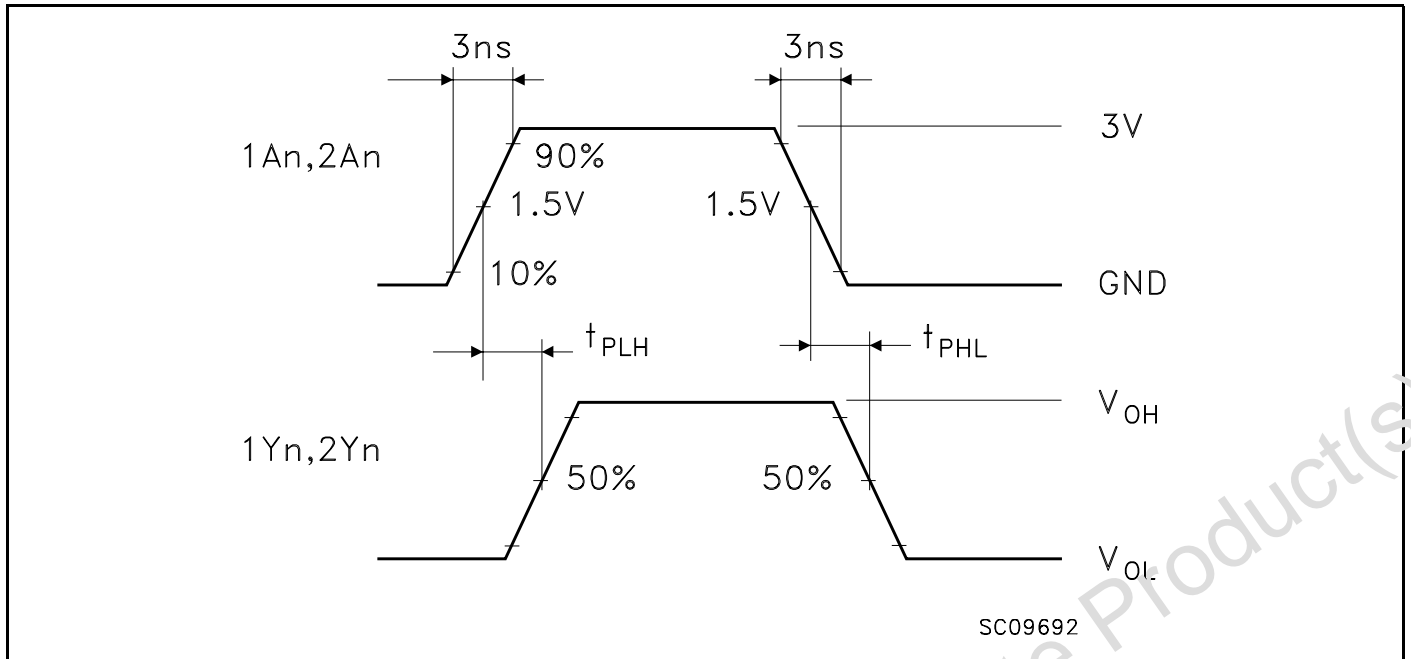 3ns 3ns
3V
1An,2An
90%
1.5V 1.5V
10%
GND
tPLH tPHL
VOH
1Yn,2Yn
50% 50%
VOL
SC09692
Product(s)